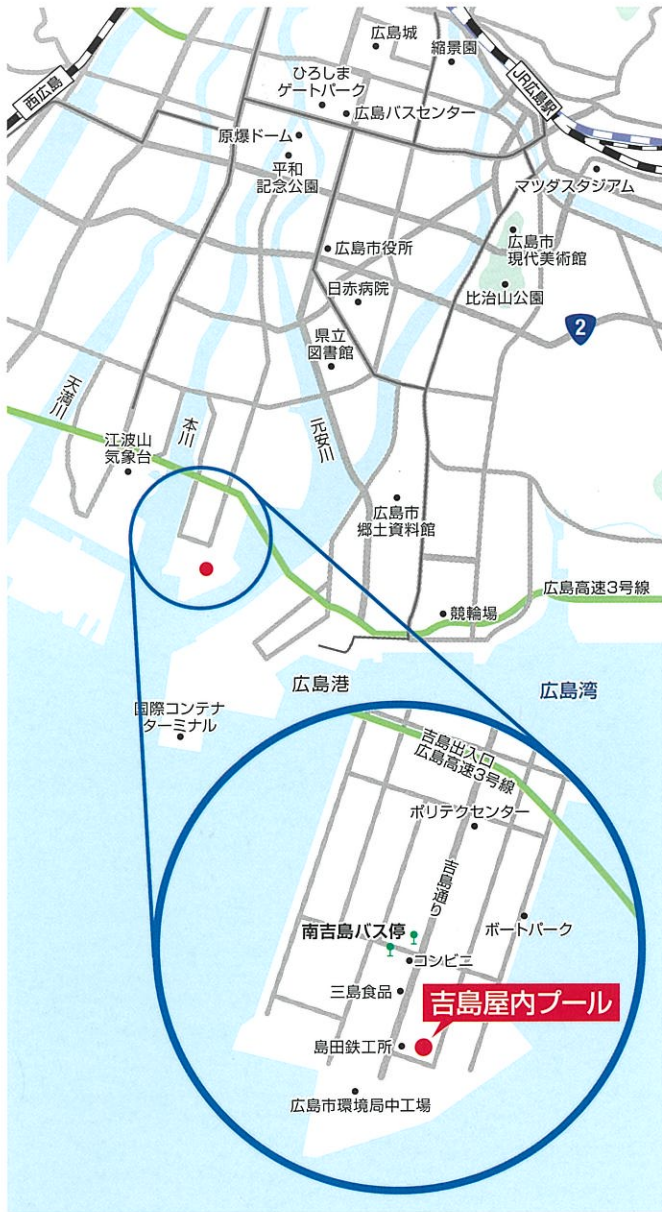 広島城
縮景園
西広島
JR広島駅
ひろしま
ゲートパーク
広島バスセンター
原爆ドーム
平和
記念公園
マツダスタジアム
広島市
現代美術館
広島市役所
比治山公園
日赤病院
2
県立
図書館
天満川
本川
元安川
江波山
気象台
広島市
郷土資料館
広島高速3号線
競輪場
広島港
広島湾
国際コンテナ
ターミナル
吉島出入口
広島高速3号線
ポリテクセンター
吉島通り
ボートパーク
南吉島バス停
コンビニ
三島食品
吉島屋内プール
島田鉄工所
広島市環境局中工場